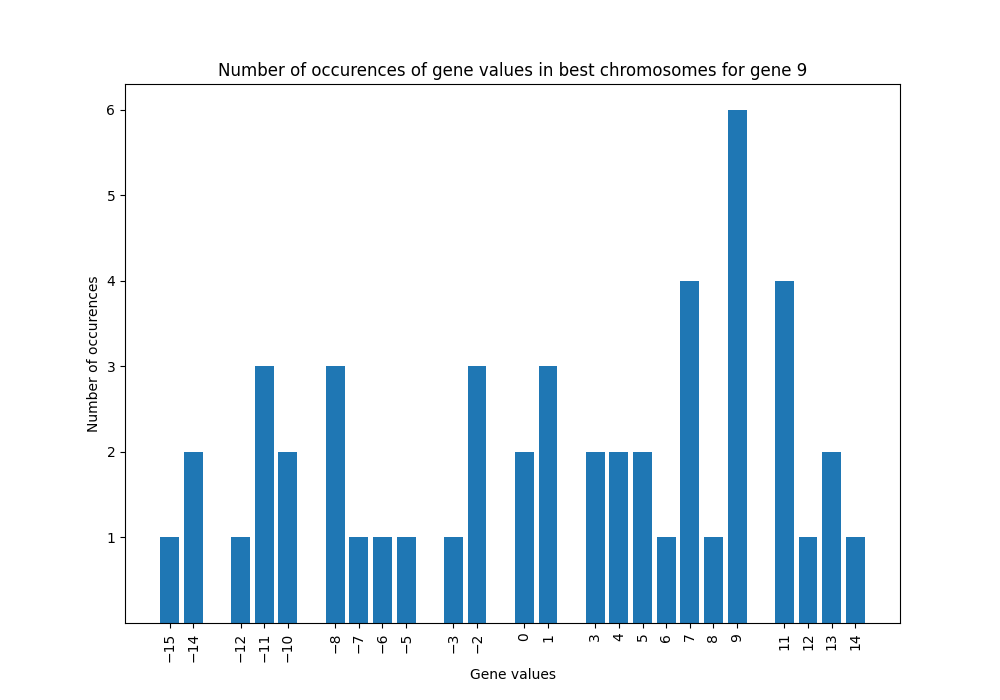 Number of occurences of gene values in best chromosomes for gene 9
Number of occurences
6
5
4
3
2
1
−15 −14 −12 −11 −10 −8 −7 −6 −5 −3 −2 0 1 3 4 5 6 7 8 9 11 12 13 14
Gene values